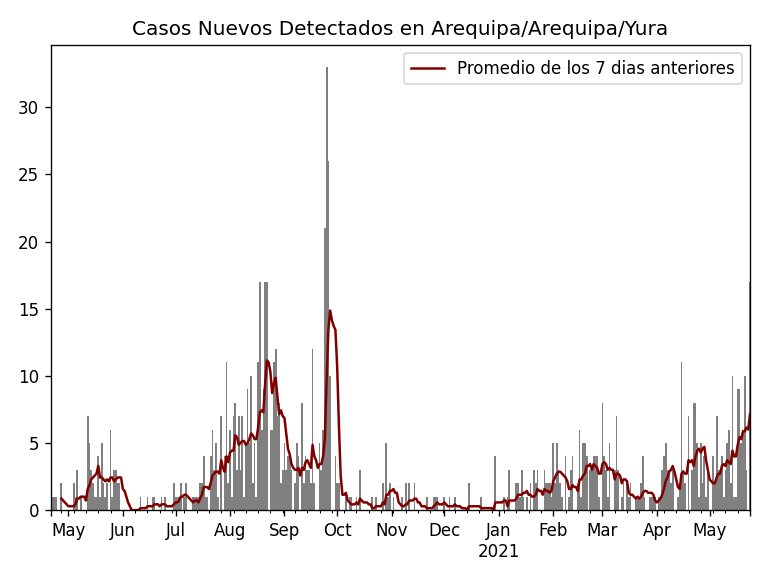 Casos Nuevos Detectados en Arequipa/Arequipa/Yura
Promedio de los 7 dias anteriores
30
25
20
15
10
5
0
May Jun Jul Aug Sep Oct Nov Dec Jan Feb Mar Apr May
2021